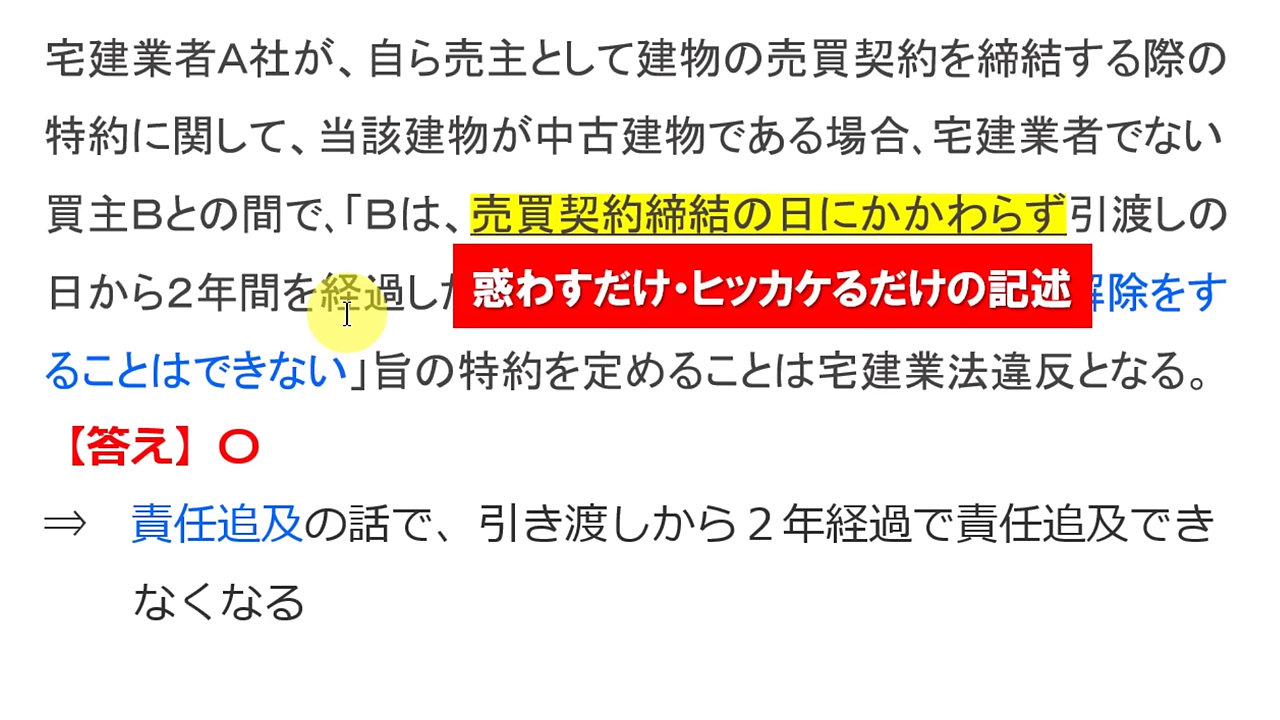 宅建業者A社が、自ら売主として建物の売買契約を締結する際の
特約に関して、当該建物が中古建物である場合、宅建業者でない
買主Bとの間で、「Bは、売買契約締結の日にかかわらず引渡しの
日から2年間を経過し
惑わすだけ・ヒッカケるだけの記述
解除をす
ることはできない」旨の特約を定めることは宅建業法違反となる。
【答え】〇
⇒ 責任追及の話で、引き渡しから２年経過で責任追及でき
なくなる